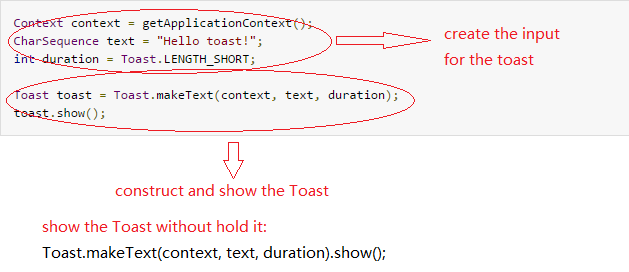 Context context = getApplicationContext();
CharSequence text = "Hello toast!";
int duration = Toast.LENGTH_SHORT;
create the input
for the toast
Toast toast = Toast.makeText(context, text, duration);
toast.show();
construct and show the Toast
show the Toast without hold it:
Toast.makeText(context, text, duration).show();